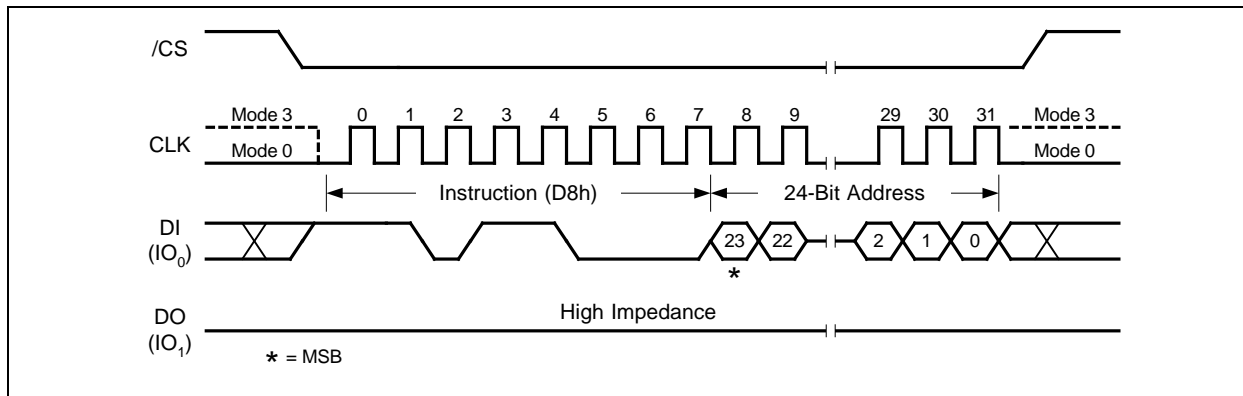 /CS
Mode 3 0 1 2 3 4 5 6 7 8 9 29 30 31 Mode 3
CLK
Mode 0 Mode 0
Instruction (D8h) 24-Bit Address
DI
(IO0)
23 22 2 1 0
*
DO
(IO1)
High Impedance
* = MSB